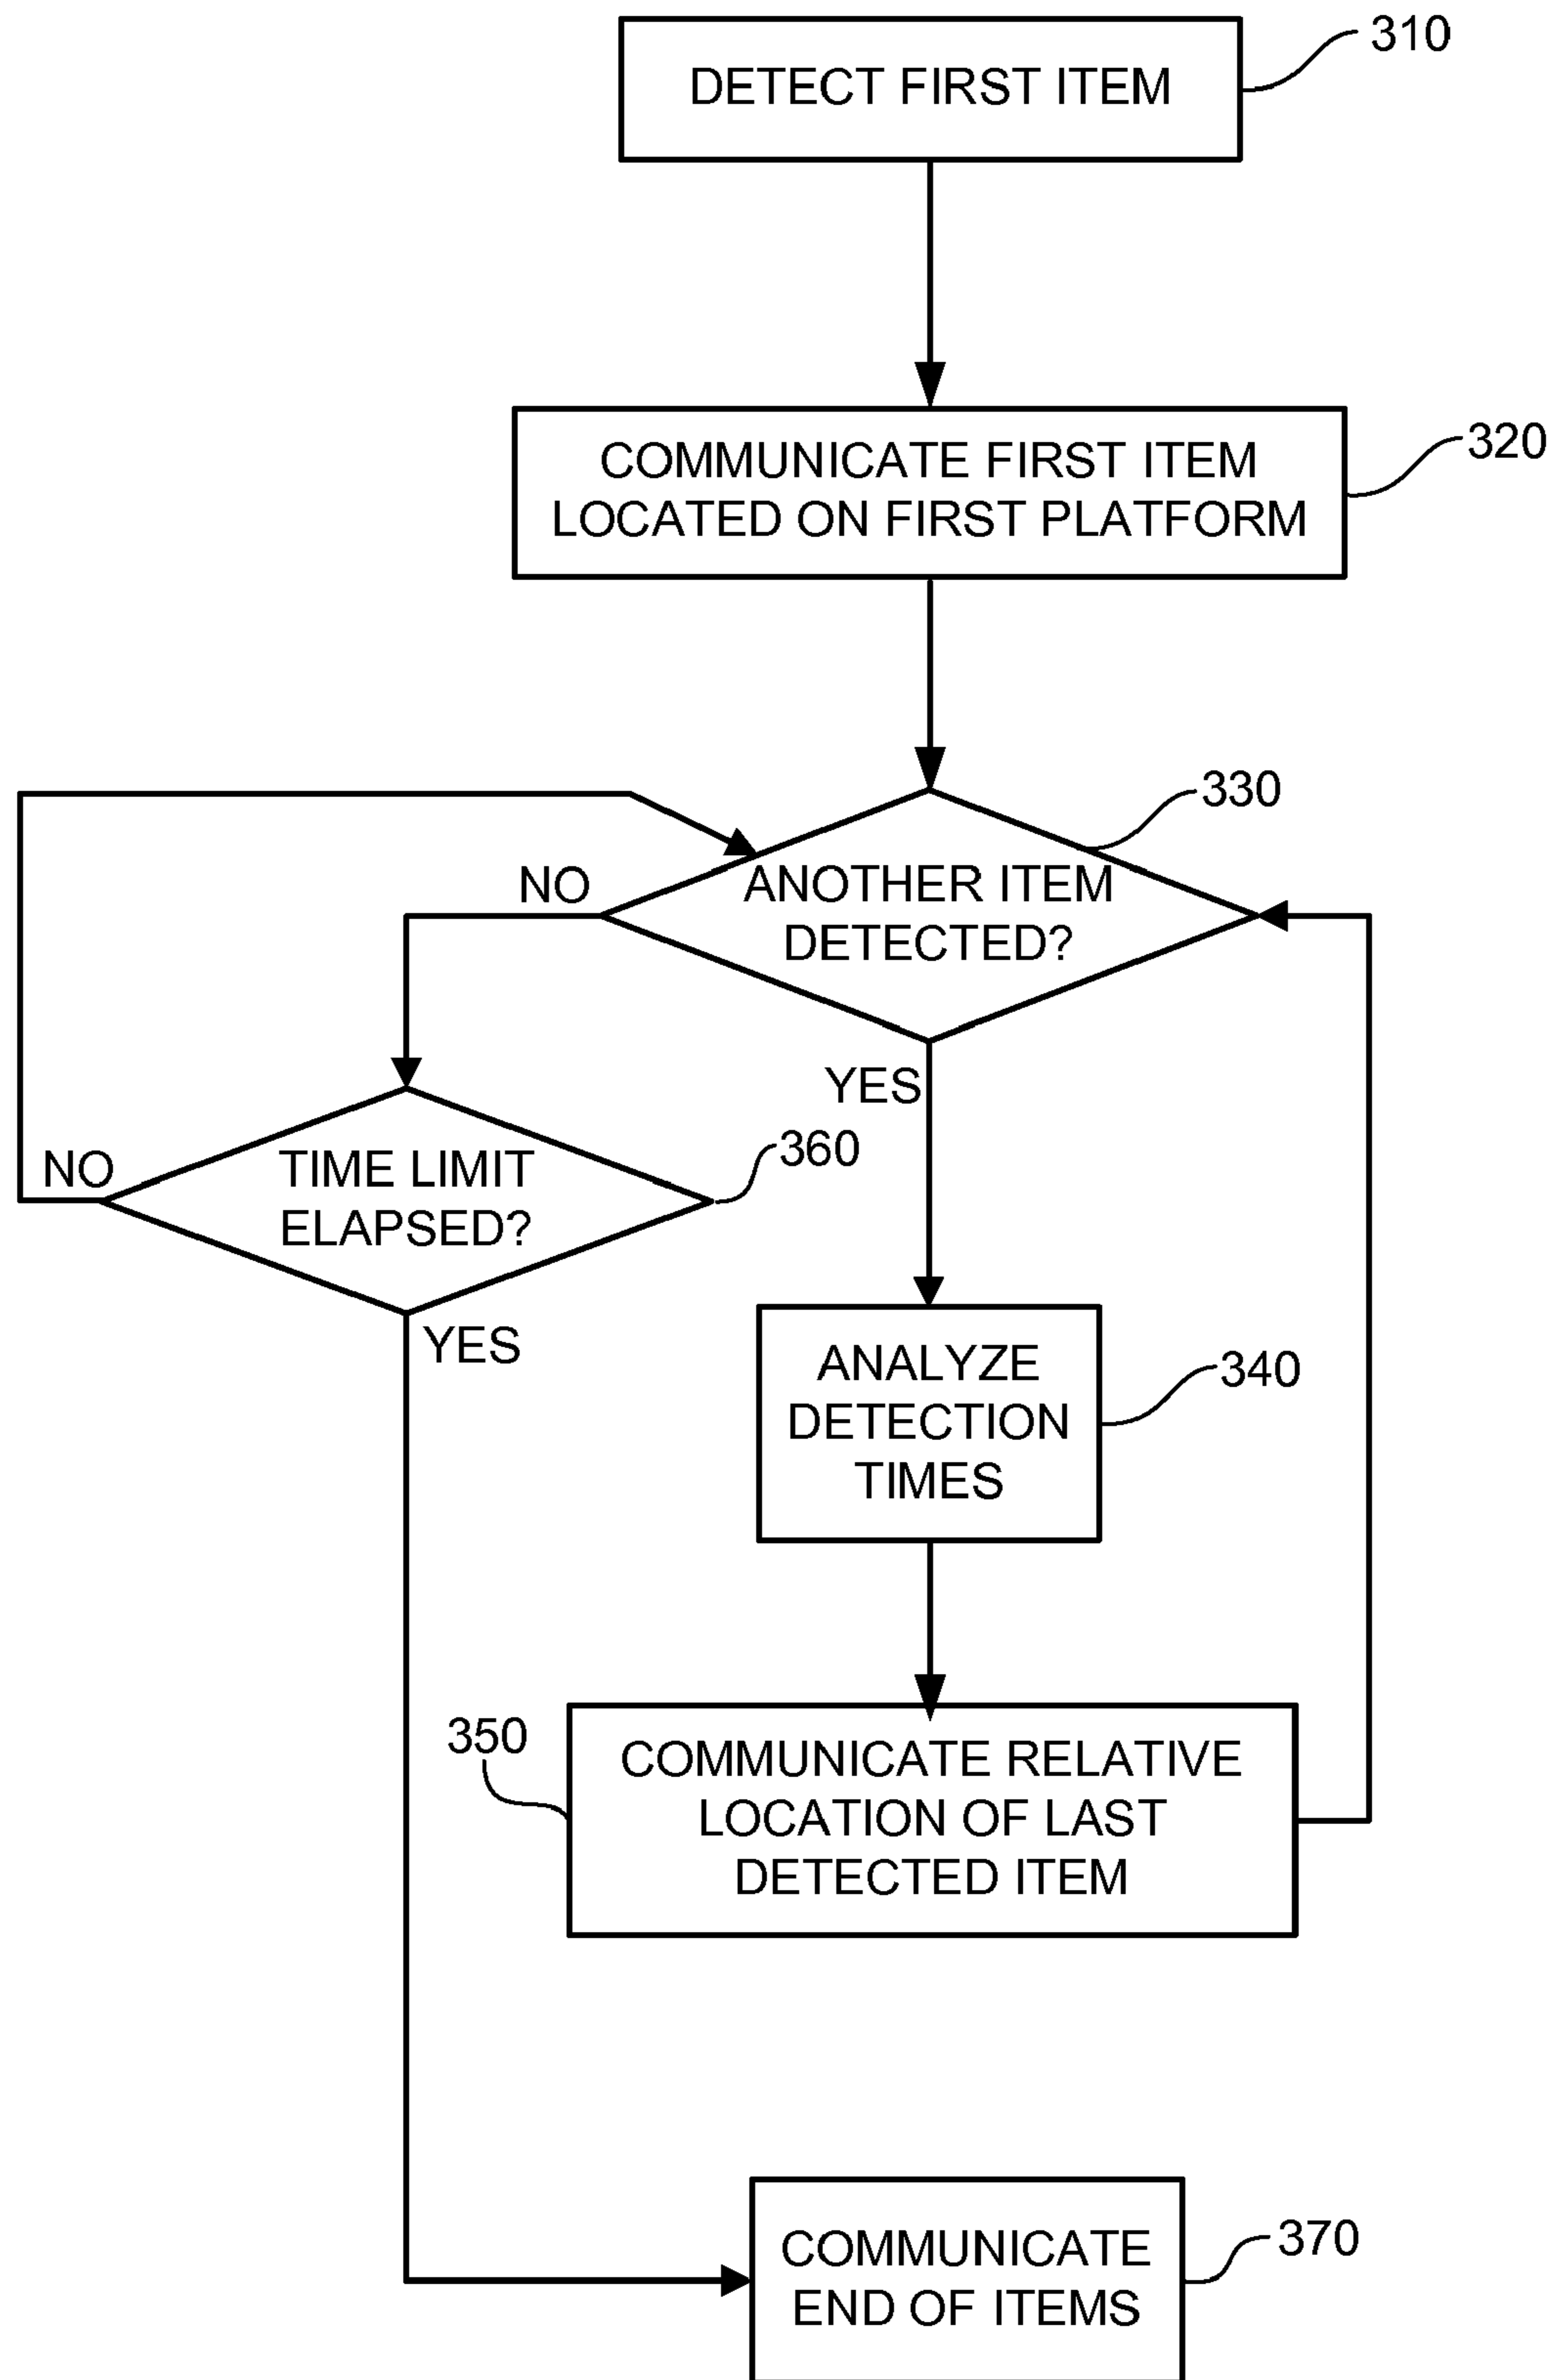 DETECT FIRST ITEM
310
COMMUNICATE FIRST ITEM
LOCATED ON FIRST PLATFORM
320
330
NO
ANOTHER ITEM
DETECTED?
YES
NO
TIME LIMIT
ELAPSED?
360
YES
ANALYZE
DETECTION
TIMES
340
350
COMMUNICATE RELATIVE
LOCATION OF LAST
DETECTED ITEM
COMMUNICATE
END OF ITEMS
370